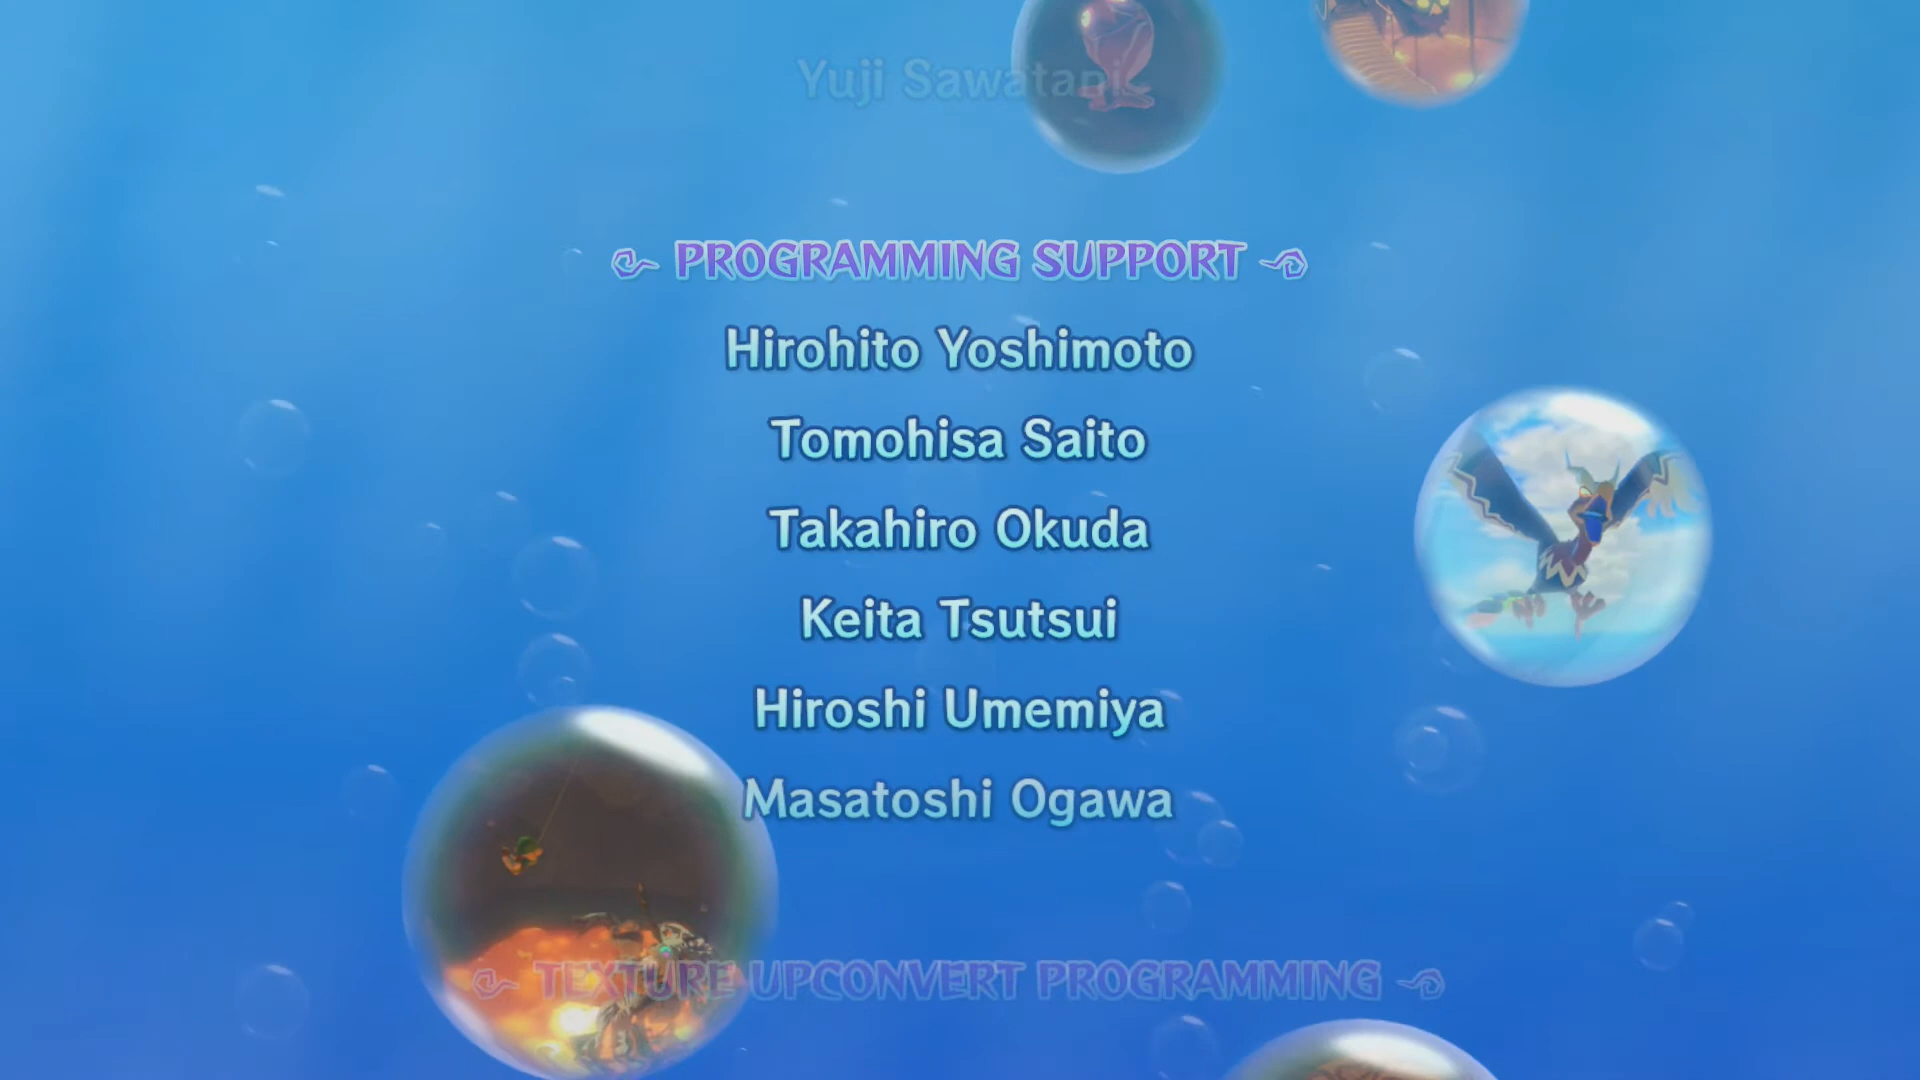 Yuji Sawatani
PROGRAMMING SUPPORT
Hirohito Yoshimoto
Tomohisa Saito
Takahiro Okuda
Keita Tsutsui
Hiroshi Umemiya
Masatoshi Ogawa
TEXTURE UPCONVERT PROGRAMMING